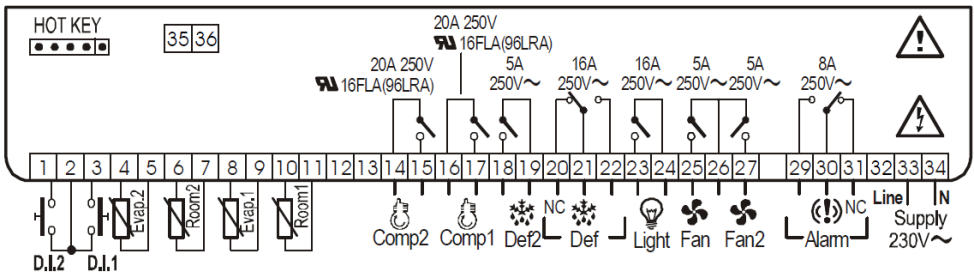 HOT KEY
35 36
20A 250V
16FLA(96LRA)
20A 250V
16FLA(96LRA)
5A
250V~
16A
250V~
16A
250V~
5A
250V~
5A
250V~
8A
250V~
1 2 3 4 5 6 7 8 9 10 11 12 13 14 15 16 17 18 19 20 21 22 23 24 25 26 27 29 30 31 32 33 34
Evap.2
Room2
Evap.1
Room1
D.I.2
D.I.1
Comp2
Comp1
Def2
NC
Def
Light
Fan
Fan2
Alarm
NC
Line
N
Supply
230V~